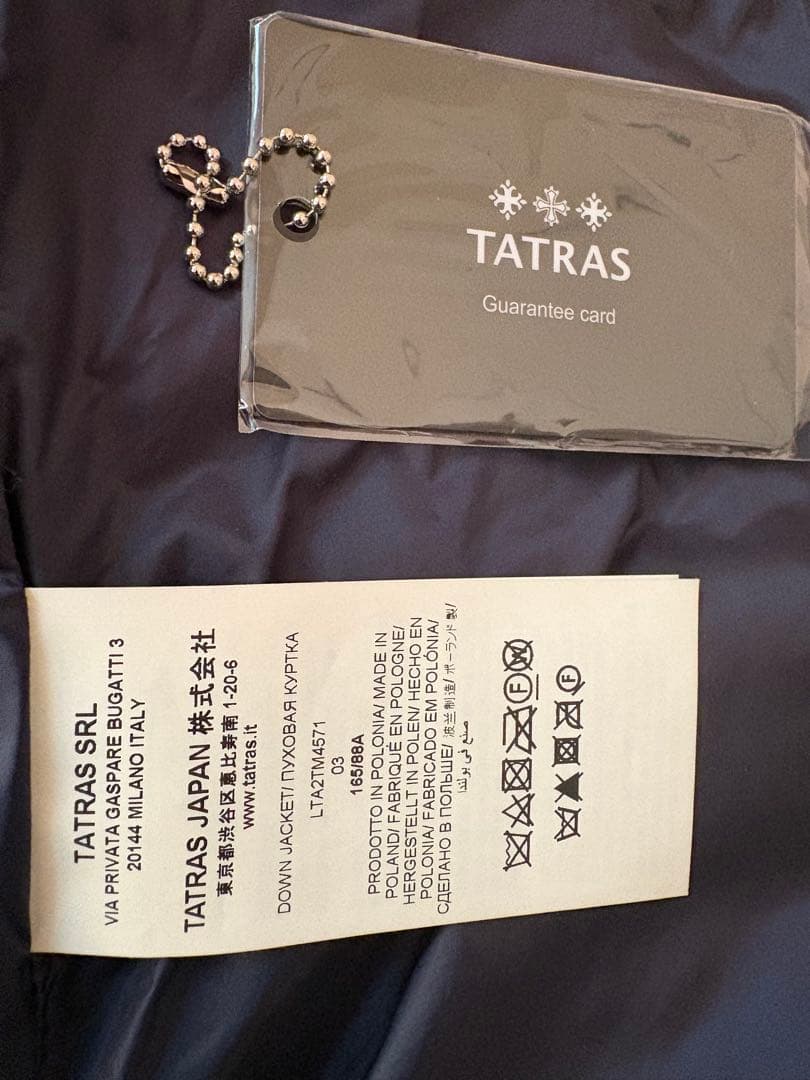 TATRAS
Guarantee card
TATRAS SRL
VIA PRIVATA GASPARE BUGATTI 3
20144 MILANO ITALY
TATRAS JAPAN 株式会社
東京都渋谷区恵比寿南 1-20-6
www.tatras.it
DOWN JACKET/ ПУХОВАЯ КУРТКА
LTA2TM4571
03
165/88A
PRODOTTO IN POLONIA/ MADE IN
POLAND/ FABRIQUÉ EN POLOGNE/
HERGESTELLT IN POLEN/ HECHO EN
POLONIA/ FABRICADO EM POLÓNIA/
СДЕЛАНО В ПОЛЬШЕ/ 波兰制造/ ポーランド製/
صنع في بولندا
F W
F